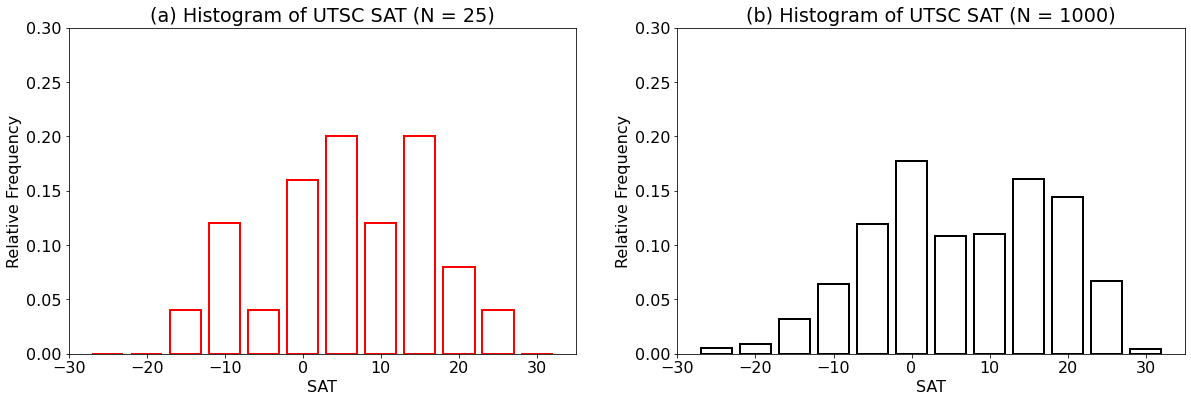 (a) Histogram of UTSC SAT (N = 25)
0.30
0.25
0.20
0.15
0.10
0.05
0.00
Relative Frequency
−30 −20 −10 0 10 20 30
SAT
(b) Histogram of UTSC SAT (N = 1000)
0.30
0.25
0.20
0.15
0.10
0.05
0.00
Relative Frequency
−30 −20 −10 0 10 20 30
SAT